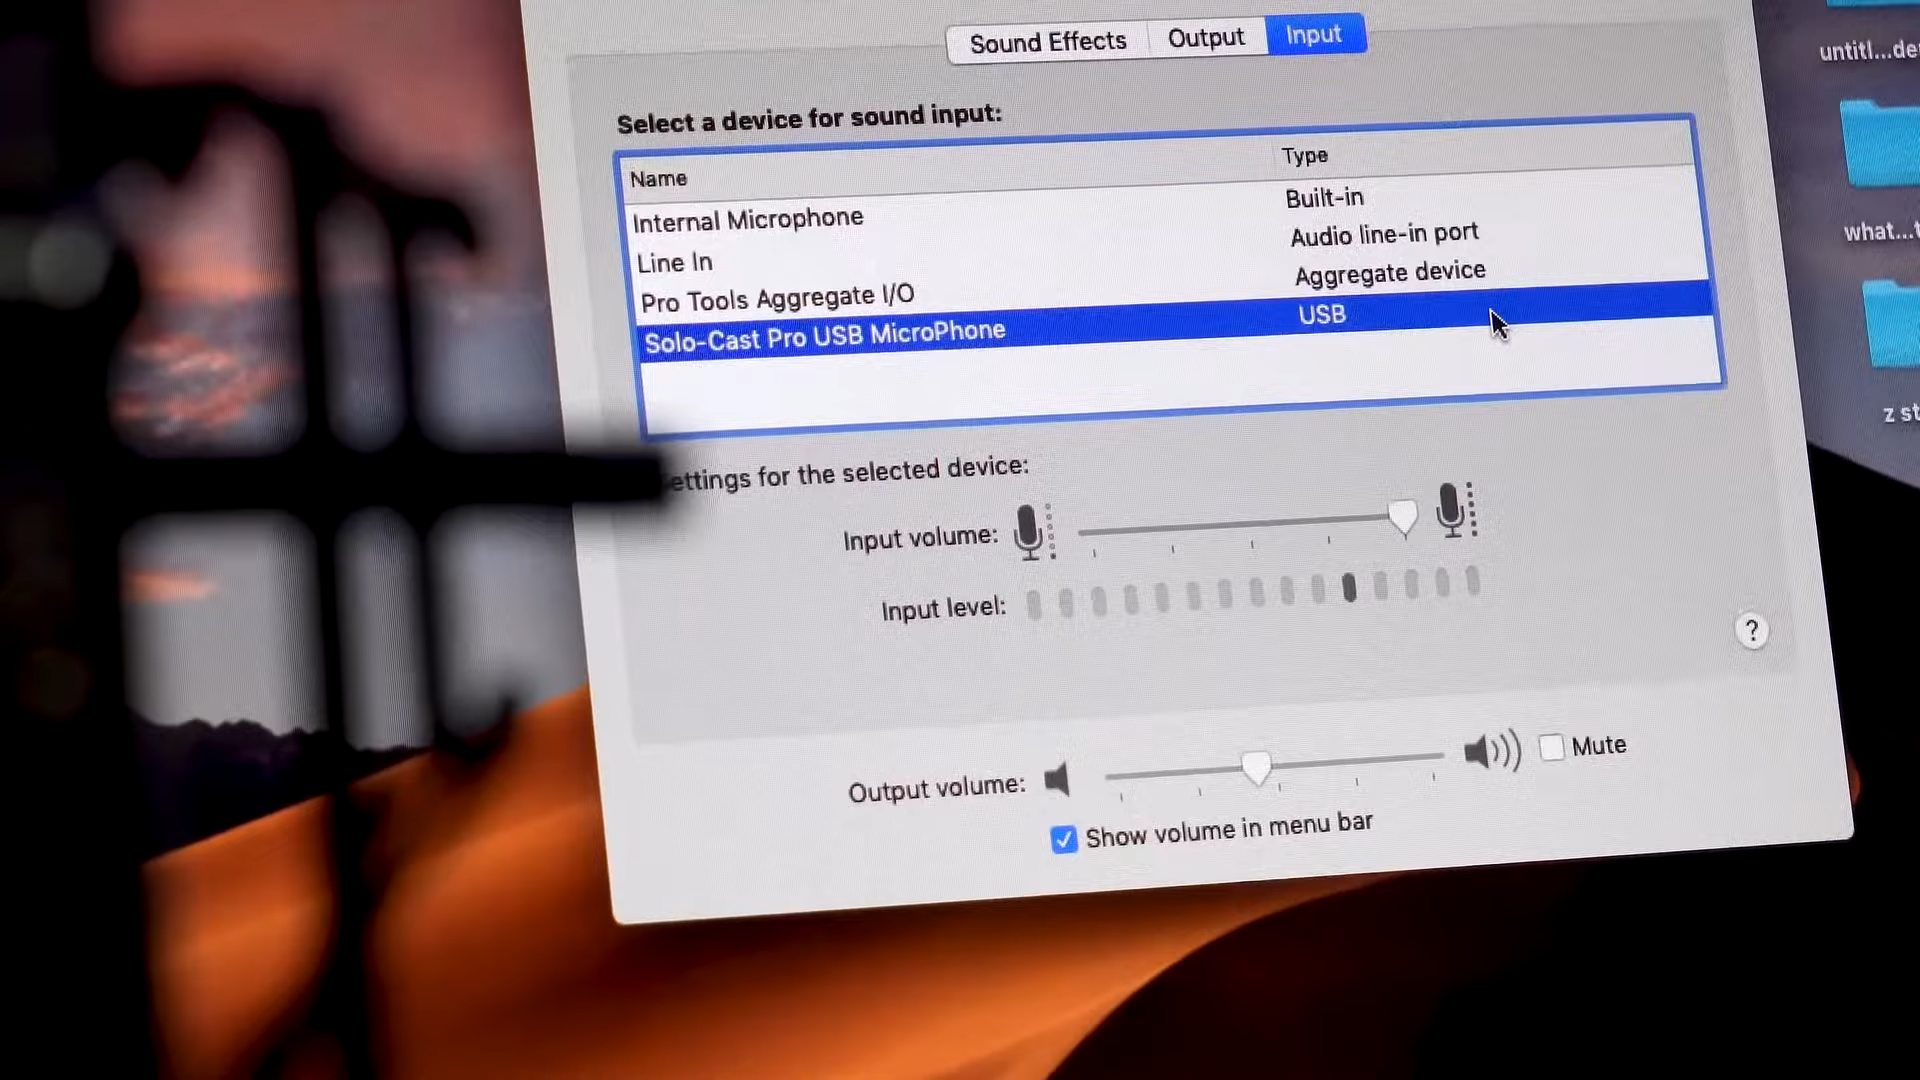 Sound Effects Output Input
untitl...de
Select a device for sound input:
Name Type
Internal Microphone Built-in
Line In Audio line-in port
Pro Tools Aggregate I/O Aggregate device
Solo-Cast Pro USB MicroPhone USB
what...t
z st
ettings for the selected device:
Input volume:
Input level:
?
Output volume: Mute
Show volume in menu bar